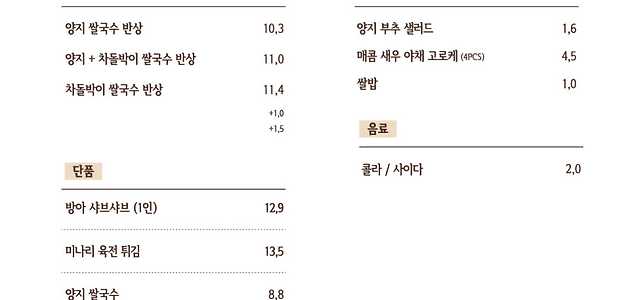 양지 쌀국수 반상 10,3
양지 + 차돌박이 쌀국수 반상 11,0
차돌박이 쌀국수 반상 11,4
+1,0
+1,5
단품
방아 샤브샤브 (1인) 12,9
미나리 육전 튀김 13,5
양지 쌀국수 8,8
양지 부추 샐러드 1,6
매콤 새우 야채 고로케 (4PCS) 4,5
쌀밥 1,0
음료
콜라 / 사이다 2,0